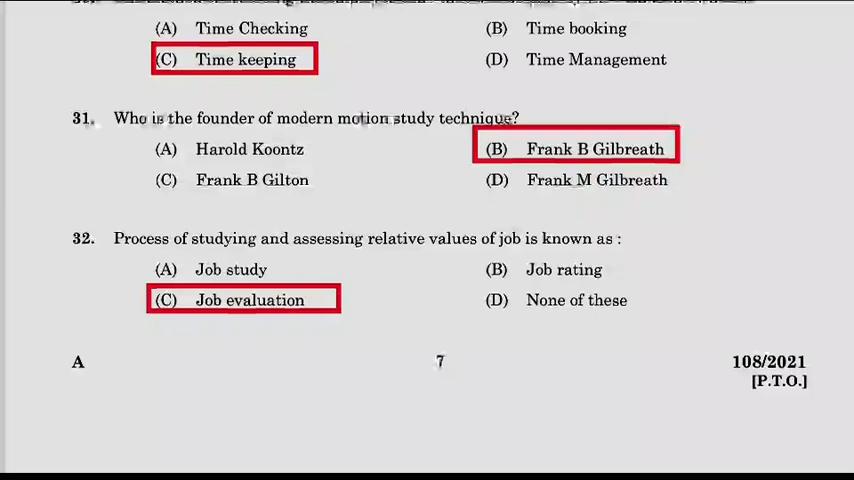 (A) Time Checking (B) Time booking
(C) Time keeping (D) Time Management
31. Who is the founder of modern motion study technique?
(A) Harold Koontz (B) Frank B Gilbreath
(C) Frank B Gilton (D) Frank M Gilbreath
32. Process of studying and assessing relative values of job is known as :
(A) Job study (B) Job rating
(C) Job evaluation (D) None of these
A 7 108/2021
[P.T.O.]